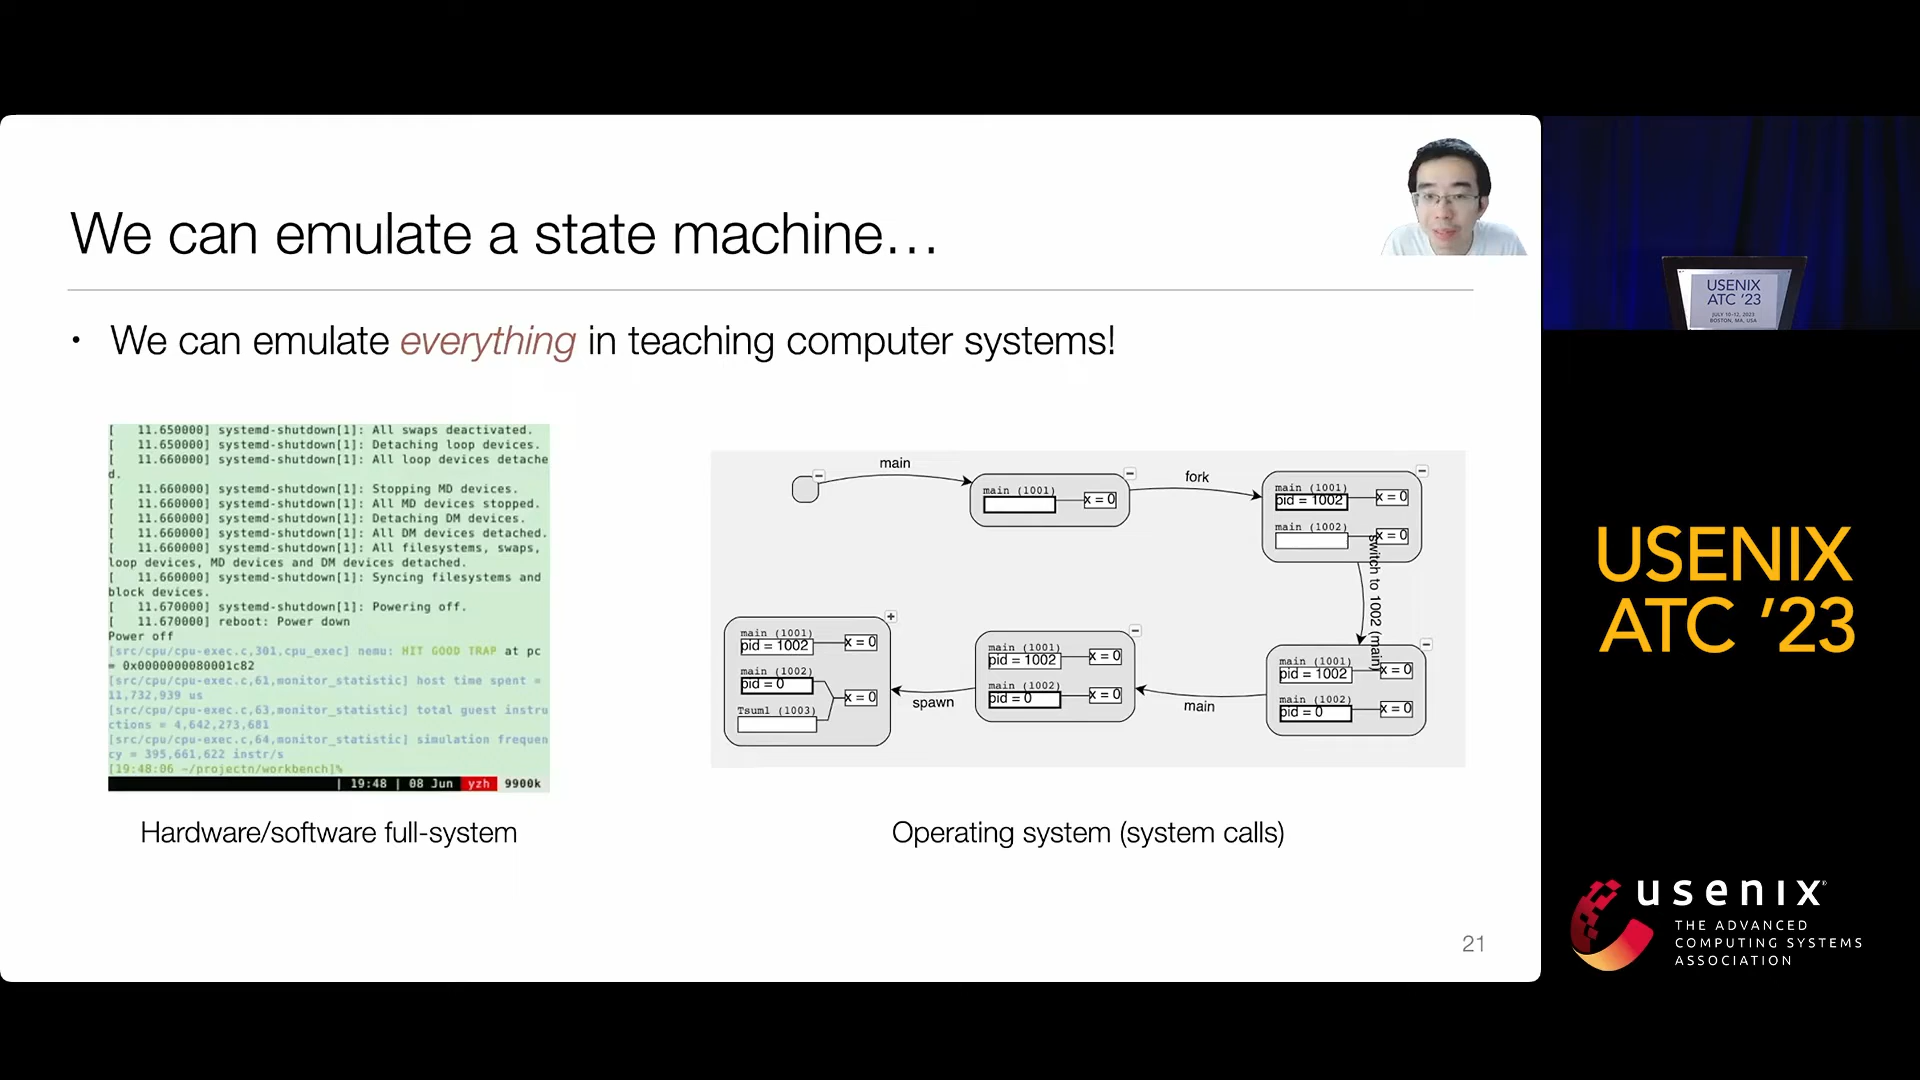 We can emulate a state machine…
• We can emulate everything in teaching computer systems!
[   11.650000] systemd-shutdown[1]: All swaps deactivated.
[   11.650000] systemd-shutdown[1]: Detaching loop devices.
[   11.660000] systemd-shutdown[1]: All loop devices detache
d.
[   11.660000] systemd-shutdown[1]: Stopping MD devices.
[   11.660000] systemd-shutdown[1]: All MD devices stopped.
[   11.660000] systemd-shutdown[1]: Detaching DM devices.
[   11.660000] systemd-shutdown[1]: All DM devices detached.
[   11.660000] systemd-shutdown[1]: All filesystems, swaps,
loop devices, MD devices and DM devices detached.
[   11.660000] systemd-shutdown[1]: Syncing filesystems and
block devices.
[   11.670000] systemd-shutdown[1]: Powering off.
[   11.670000] reboot: Power down
Power off
[src/cpu/cpu-exec.c,301,cpu_exec] nemu: HIT GOOD TRAP at pc
= 0x0000000080001c82
[src/cpu/cpu-exec.c,61,monitor_statistic] host time spent =
11,732,939 us
[src/cpu/cpu-exec.c,63,monitor_statistic] total guest instru
ctions = 4,642,273,681
[src/cpu/cpu-exec.c,64,monitor_statistic] simulation frequen
cy = 395,661,622 instr/s
[19:48:06 ~/projectn/workbench]%
| 19:48 | 08 Jun yzh 9900k
Hardware/software full-system
main
main (1001)
x = 0
fork
main (1001)
pid = 1002
x = 0
main (1002)
x = 0
switch to 1002 (main)
main (1001)
pid = 1002
x = 0
main (1002)
pid = 0
x = 0
main
main (1001)
pid = 1002
x = 0
main (1002)
pid = 0
x = 0
spawn
main (1001)
pid = 1002
x = 0
main (1002)
pid = 0
x = 0
Tsum1 (1003)
Operating system (system calls)
21
USENIX
ATC '23
JULY 10–12, 2023
BOSTON, MA, USA
USENIX
ATC '23
usenix®
THE ADVANCED
COMPUTING SYSTEMS
ASSOCIATION